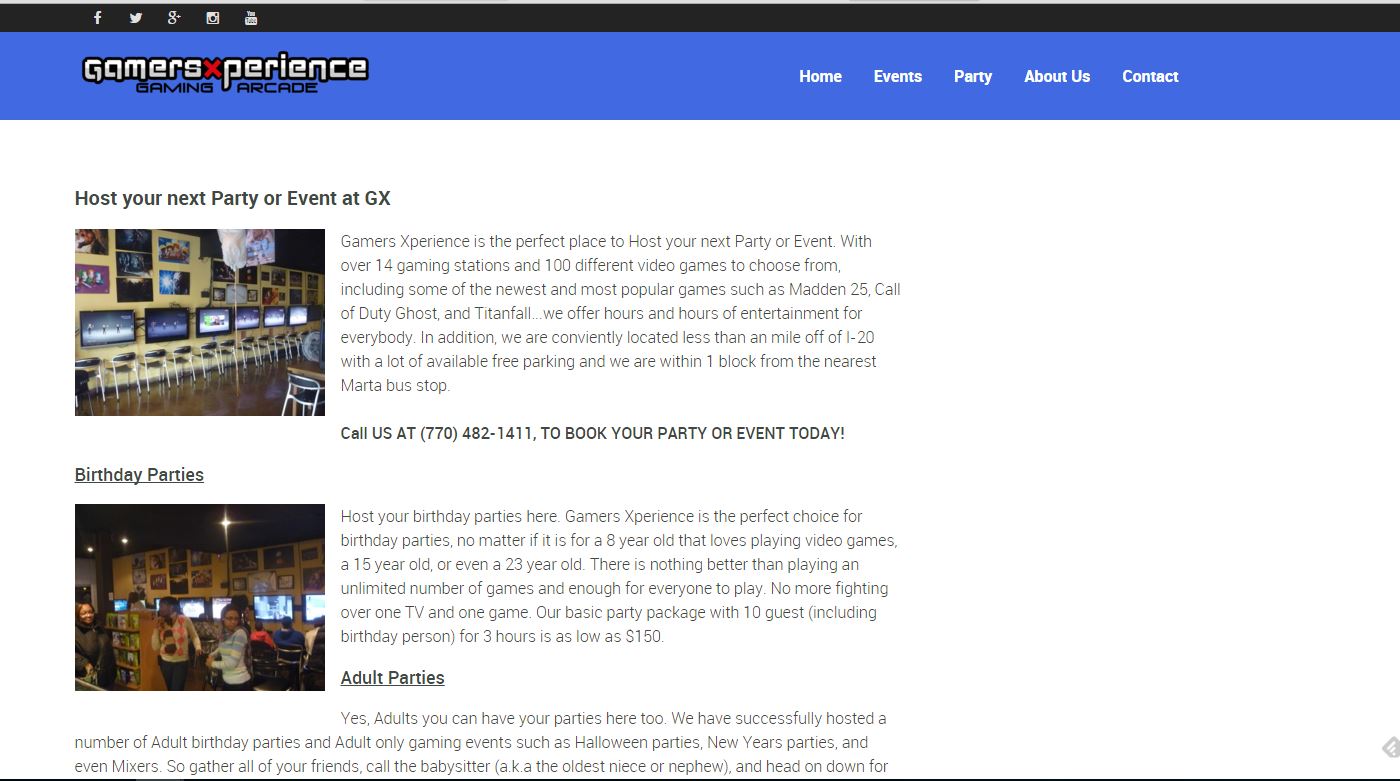 f g+ You Tube
gamersxperience
GAMING ARCADE
Home Events Party About Us Contact
Host your next Party or Event at GX
Gamers Xperience is the perfect place to Host your next Party or Event. With
over 14 gaming stations and 100 different video games to choose from,
including some of the newest and most popular games such as Madden 25, Call
of Duty Ghost, and Titanfall...we offer hours and hours of entertainment for
everybody. In addition, we are conviently located less than an mile off of I-20
with a lot of available free parking and we are within 1 block from the nearest
Marta bus stop.
Call US AT (770) 482-1411, TO BOOK YOUR PARTY OR EVENT TODAY!
Birthday Parties
Host your birthday parties here. Gamers Xperience is the perfect choice for
birthday parties, no matter if it is for a 8 year old that loves playing video games,
a 15 year old, or even a 23 year old. There is nothing better than playing an
unlimited number of games and enough for everyone to play. No more fighting
over one TV and one game. Our basic party package with 10 guest (including
birthday person) for 3 hours is as low as $150.
Adult Parties
Yes, Adults you can have your parties here too. We have successfully hosted a
number of Adult birthday parties and Adult only gaming events such as Halloween parties, New Years parties, and
even Mixers. So gather all of your friends, call the babysitter (a.k.a the oldest niece or nephew), and head on down for